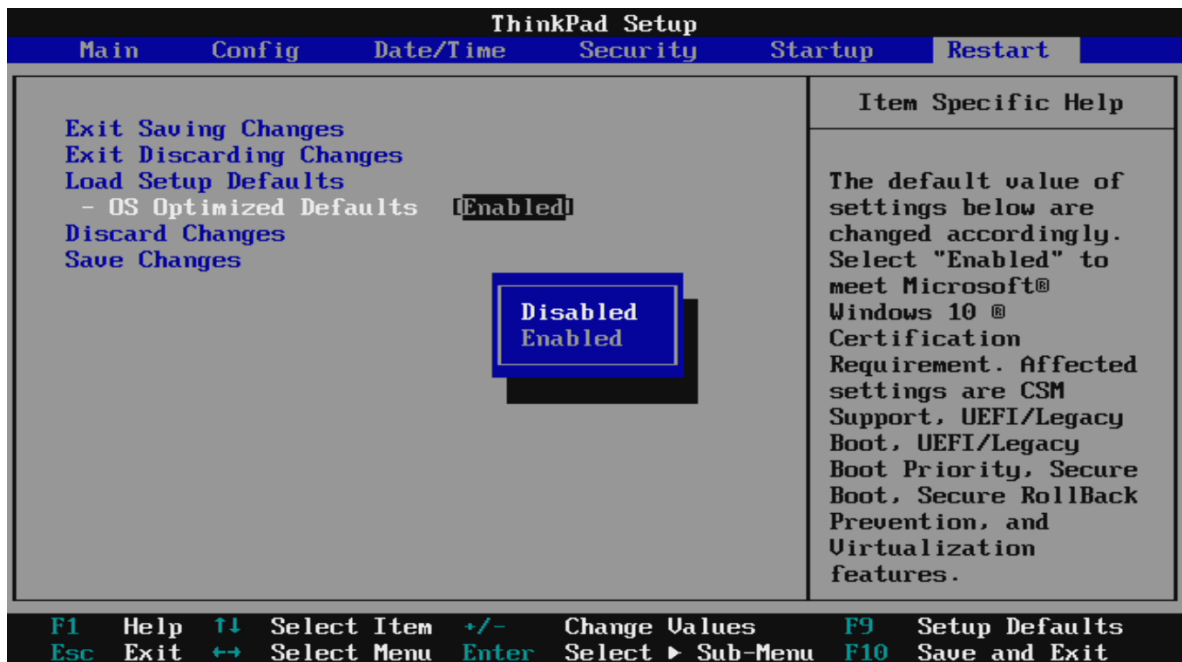 ThinkPad Setup
Main Config Date/Time Security Startup Restart
Exit Saving Changes
Exit Discarding Changes
Load Setup Defaults
- OS Optimized Defaults [Enabled]
Discard Changes
Save Changes
Disabled
Enabled
Item Specific Help
The default value of
settings below are
changed accordingly.
Select "Enabled" to
meet Microsoft®
Windows 10 ®
Certification
Requirement. Affected
settings are CSM
Support, UEFI/Legacy
Boot, UEFI/Legacy
Boot Priority, Secure
Boot, Secure RollBack
Prevention, and
Virtualization
features.
F1 Help ↑↓ Select Item +/- Change Values F9 Setup Defaults
Esc Exit ←→ Select Menu Enter Select ▶ Sub-Menu F10 Save and Exit